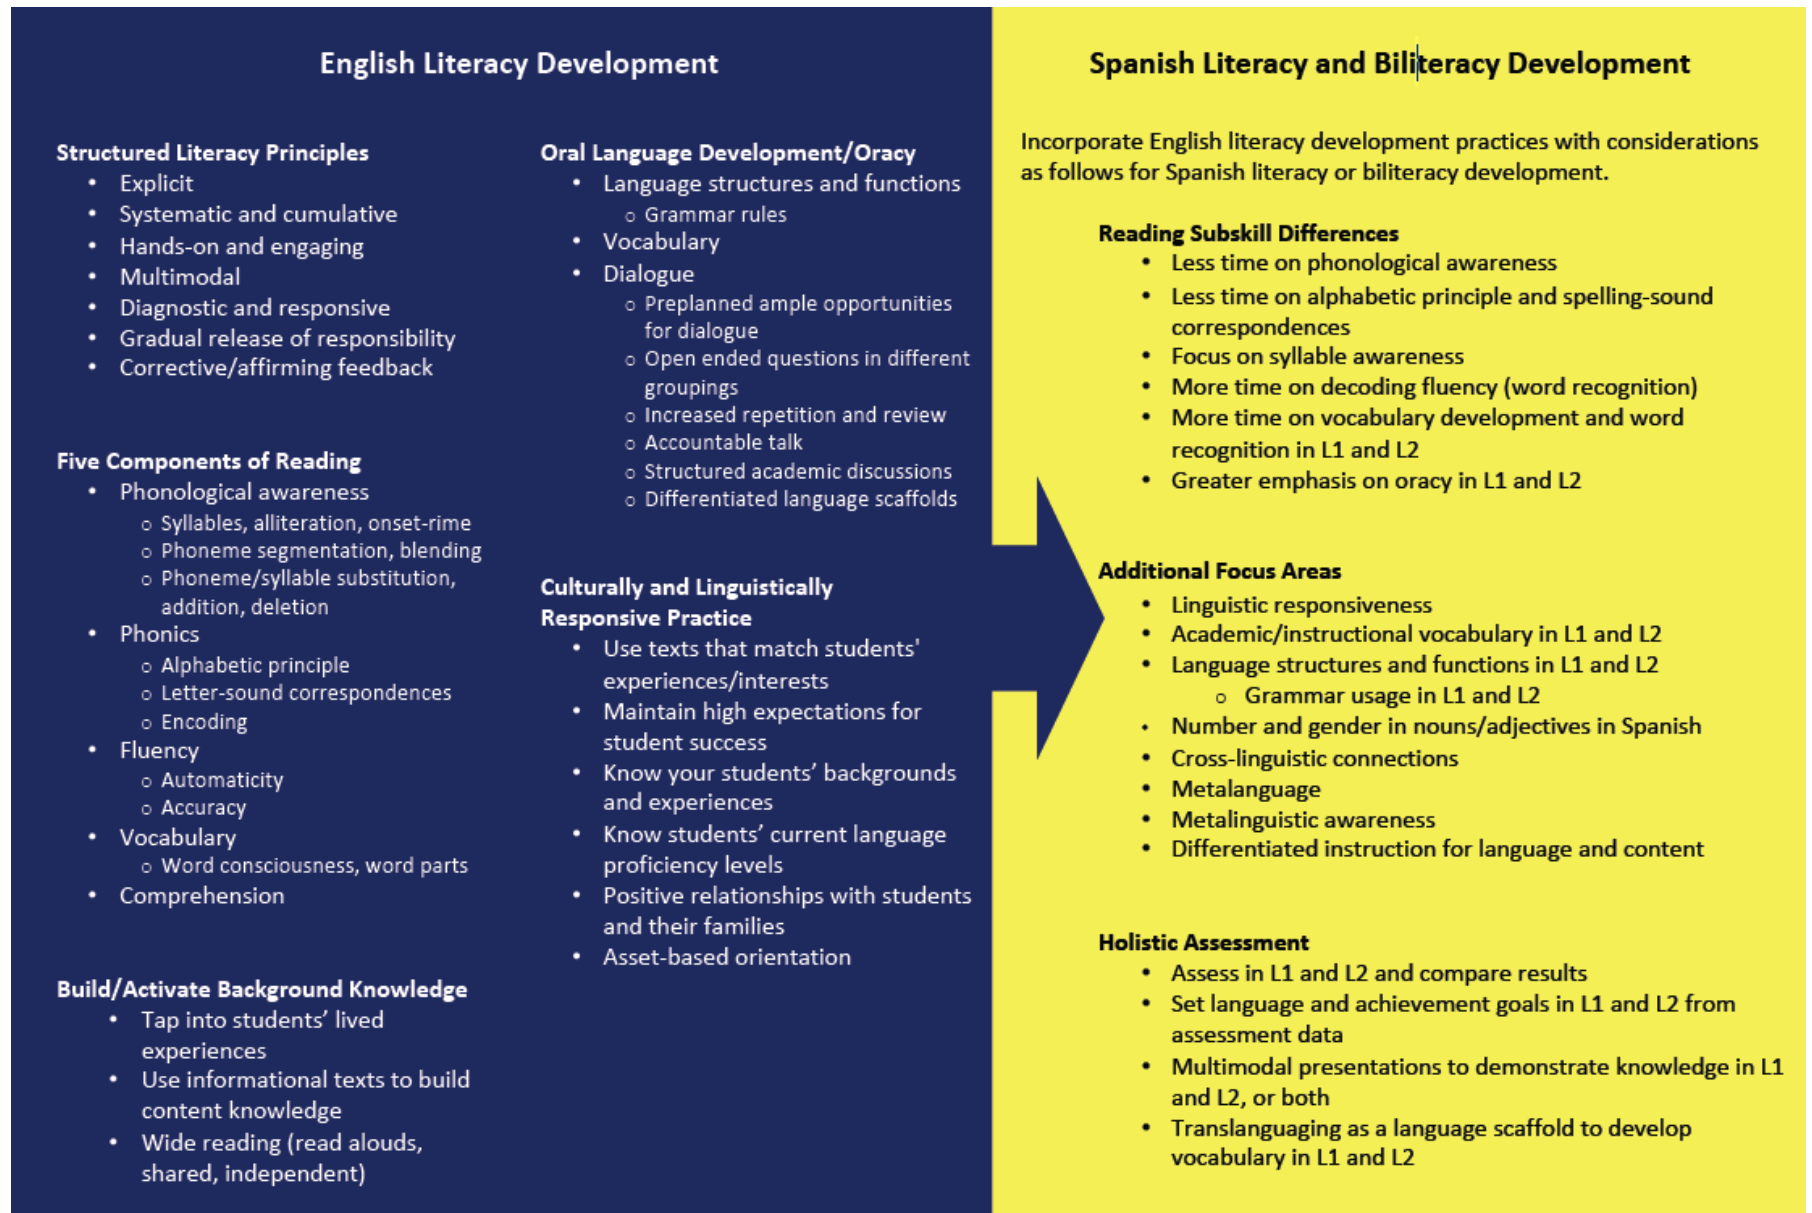 English Literacy Development
Structured Literacy Principles
• Explicit
• Systematic and cumulative
• Hands-on and engaging
• Multimodal
• Diagnostic and responsive
• Gradual release of responsibility
• Corrective/affirming feedback
Five Components of Reading
• Phonological awareness
o Syllables, alliteration, onset-rime
o Phoneme segmentation, blending
o Phoneme/syllable substitution,
addition, deletion
• Phonics
o Alphabetic principle
o Letter-sound correspondences
o Encoding
• Fluency
o Automaticity
o Accuracy
• Vocabulary
o Word consciousness, word parts
• Comprehension
Build/Activate Background Knowledge
• Tap into students’ lived
experiences
• Use informational texts to build
content knowledge
• Wide reading (read alouds,
shared, independent)
Oral Language Development/Oracy
• Language structures and functions
o Grammar rules
• Vocabulary
• Dialogue
o Preplanned ample opportunities
for dialogue
o Open ended questions in different
groupings
o Increased repetition and review
o Accountable talk
o Structured academic discussions
o Differentiated language scaffolds
Culturally and Linguistically
Responsive Practice
• Use texts that match students'
experiences/interests
• Maintain high expectations for
student success
• Know your students’ backgrounds
and experiences
• Know students’ current language
proficiency levels
• Positive relationships with students
and their families
• Asset-based orientation
Spanish Literacy and Biliteracy Development
Incorporate English literacy development practices with considerations
as follows for Spanish literacy or biliteracy development.
Reading Subskill Differences
• Less time on phonological awareness
• Less time on alphabetic principle and spelling-sound
correspondences
• Focus on syllable awareness
• More time on decoding fluency (word recognition)
• More time on vocabulary development and word
recognition in L1 and L2
• Greater emphasis on oracy in L1 and L2
Additional Focus Areas
• Linguistic responsiveness
• Academic/instructional vocabulary in L1 and L2
• Language structures and functions in L1 and L2
o Grammar usage in L1 and L2
• Number and gender in nouns/adjectives in Spanish
• Cross-linguistic connections
• Metalanguage
• Metalinguistic awareness
• Differentiated instruction for language and content
Holistic Assessment
• Assess in L1 and L2 and compare results
• Set language and achievement goals in L1 and L2 from
assessment data
• Multimodal presentations to demonstrate knowledge in L1
and L2, or both
• Translanguaging as a language scaffold to develop
vocabulary in L1 and L2